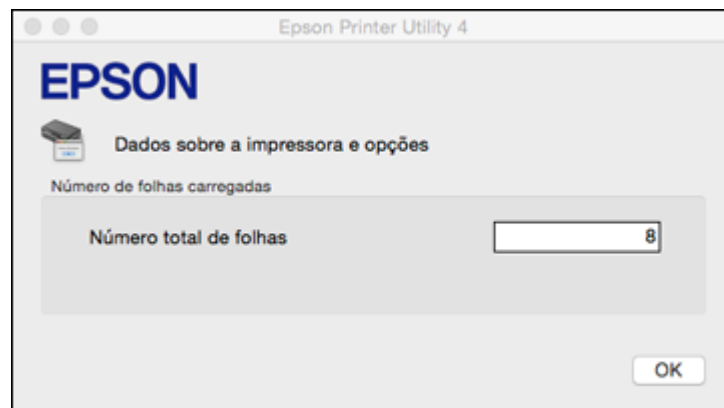 Epson Printer Utility 4
EPSON
Dados sobre a impressora e opções
Número de folhas carregadas
Número total de folhas 8
OK